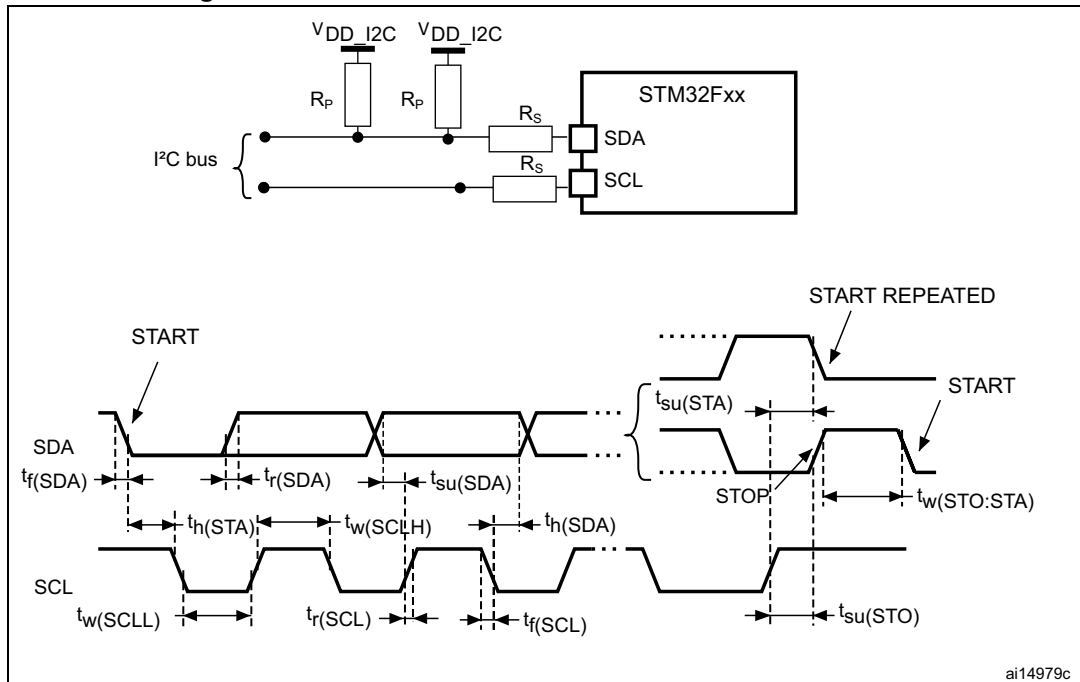 VDD_I2C VDD_I2C
STM32Fxx
RP RP
RS
SDA
I²C bus
RS
SCL
START REPEATED
START
START
tsu(STA)
SDA
tf(SDA) tr(SDA) tsu(SDA)
STOP
tw(STO:STA)
th(STA) tw(SCLH) th(SDA)
SCL
tw(SCLL) tr(SCL) tf(SCL) tsu(STO)
ai14979c